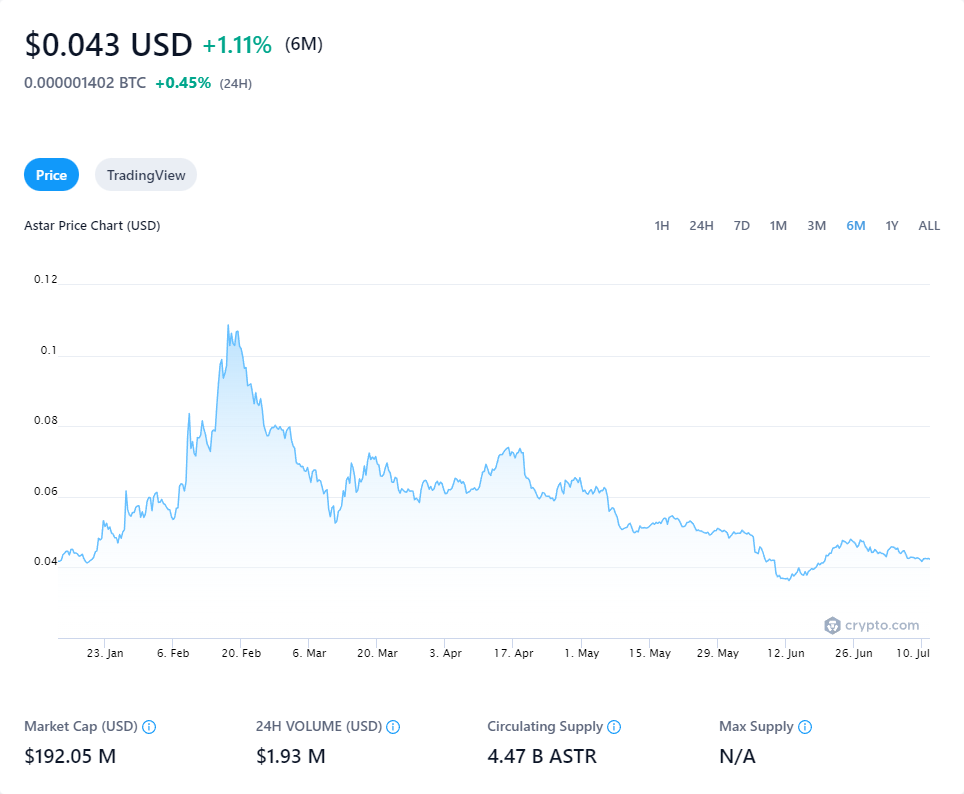 $0.043 USD +1.11% (6M)
0.000001402 BTC +0.45% (24H)
Price TradingView
Astar Price Chart (USD) 1H 24H 7D 1M 3M 6M 1Y ALL
0.12
0.1
0.08
0.06
0.04
crypto.com
23. Jan 6. Feb 20. Feb 6. Mar 20. Mar 3. Apr 17. Apr 1. May 15. May 29. May 12. Jun 26. Jun 10. Jul
Market Cap (USD) 24H VOLUME (USD) Circulating Supply Max Supply
$192.05 M $1.93 M 4.47 B ASTR N/A